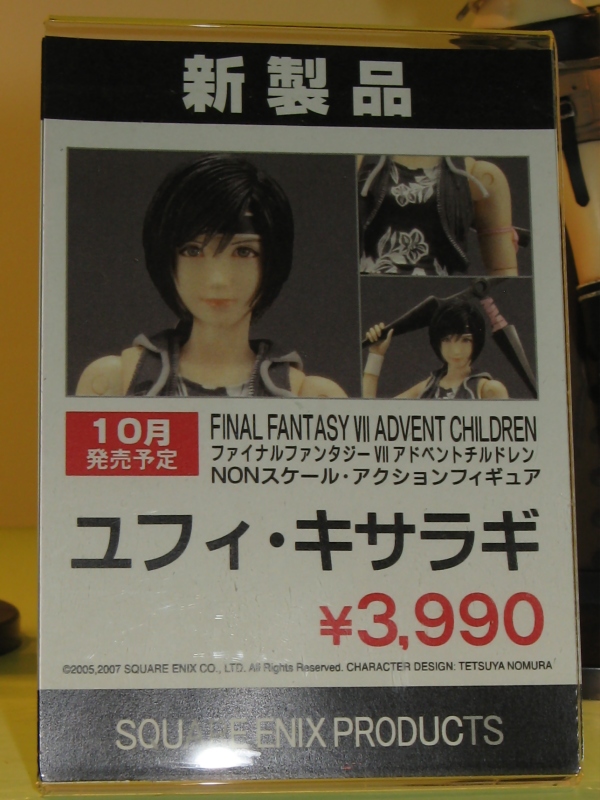 新製品
10月
発売予定
FINAL FANTASY VII ADVENT CHILDREN
ファイナルファンタジーVII アドベントチルドレン
NONスケール・アクションフィギュア
ユフィ・キサラギ
¥3,990
©2005,2007 SQUARE ENIX CO., LTD. All Rights Reserved. CHARACTER DESIGN: TETSUYA NOMURA
SQUARE ENIX PRODUCTS